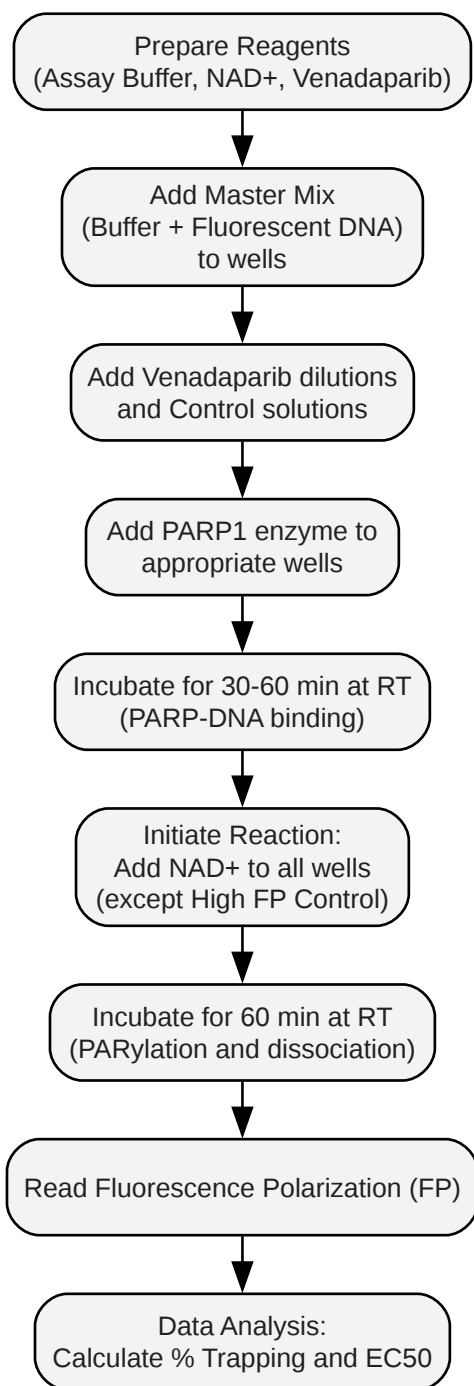 Prepare Reagents
(Assay Buffer, NAD+, Venadaparib)
Add Master Mix
(Buffer + Fluorescent DNA)
to wells
Add Venadaparib dilutions
and Control solutions
Add PARP1 enzyme to
appropriate wells
Incubate for 30-60 min at RT
(PARP-DNA binding)
Initiate Reaction:
Add NAD+ to all wells
(except High FP Control)
Incubate for 60 min at RT
(PARylation and dissociation)
Read Fluorescence Polarization (FP)
Data Analysis:
Calculate % Trapping and EC50